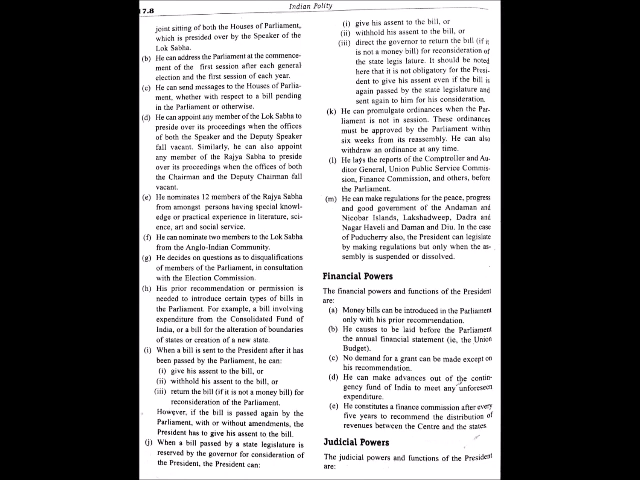 17.8
Indian Polity
joint sitting of both the Houses of Parliament,
which is presided over by the Speaker of the
Lok Sabha.
(b) He can address the Parliament at the commence-
ment of the first session after each general
election and the first session of each year.
(c) He can send messages to the Houses of Parlia-
ment, whether with respect to a bill pending
in the Parliament or otherwise.
(d) He can appoint any member of the Lok Sabha to
preside over its proceedings when the offices
of both the Speaker and the Deputy Speaker
fall vacant. Similarly, he can also appoint
any member of the Rajya Sabha to preside
over its proceedings when the offices of both
the Chairman and the Deputy Chairman fall
vacant.
(e) He nominates 12 members of the Rajya Sabha
from amongst persons having special knowl-
edge or practical experience in literature, sci-
ence, art and social service.
(f) He can nominate two members to the Lok Sabha
from the Anglo-Indian Community.
(g) He decides on questions as to disqualifications
of members of the Parliament, in consultation
with the Election Commission.
(h) His prior recommendation or permission is
needed to introduce certain types of bills in
the Parliament. For example, a bill involving
expenditure from the Consolidated Fund of
India, or a bill for the alteration of boundaries
of states or creation of a new state.
(i) When a bill is sent to the President after it has
been passed by the Parliament, he can:
(i) give his assent to the bill, or
(ii) withhold his assent to the bill, or
(iii) return the bill (if it is not a money bill) for
reconsideration of the Parliament.
However, if the bill is passed again by the
Parliament, with or without amendments, the
President has to give his assent to the bill.
(j) When a bill passed by a state legislature is
reserved by the governor for consideration of
the President, the President can:
(i) give his assent to the bill, or
(ii) withhold his assent to the bill, or
(iii) direct the governor to return the bill (if it
is not a money bill) for reconsideration of
the state legis lature. It should be noted
here that it is not obligatory for the Presi-
dent to give his assent even if the bill is
again passed by the state legislature and
sent again to him for his consideration.
(k) He can promulgate ordinances when the Par-
liament is not in session. These ordinances
must be approved by the Parliament within
six weeks from its reassembly. He can also
withdraw an ordinance at any time.
(l) He lays the reports of the Comptroller and Au-
ditor General, Union Public Service Commis-
sion, Finance Commission, and others, before
the Parliament.
(m) He can make regulations for the peace, progress
and good government of the Andaman and
Nicobar Islands, Lakshadweep, Dadra and
Nagar Haveli and Daman and Diu. In the case
of Puducherry also, the President can legislate
by making regulations but only when the as-
sembly is suspended or dissolved.
Financial Powers
The financial powers and functions of the President
are:
(a) Money bills can be introduced in the Parliament
only with his prior recommendation.
(b) He causes to be laid before the Parliament
the annual financial statement (ie, the Union
Budget).
(c) No demand for a grant can be made except on
his recommendation.
(d) He can make advances out of the contin-
gency fund of India to meet any unforeseen
expenditure.
(e) He constitutes a finance commission after every
five years to recommend the distribution of
revenues between the Centre and the states.
Judicial Powers
The judicial powers and functions of the President
are: